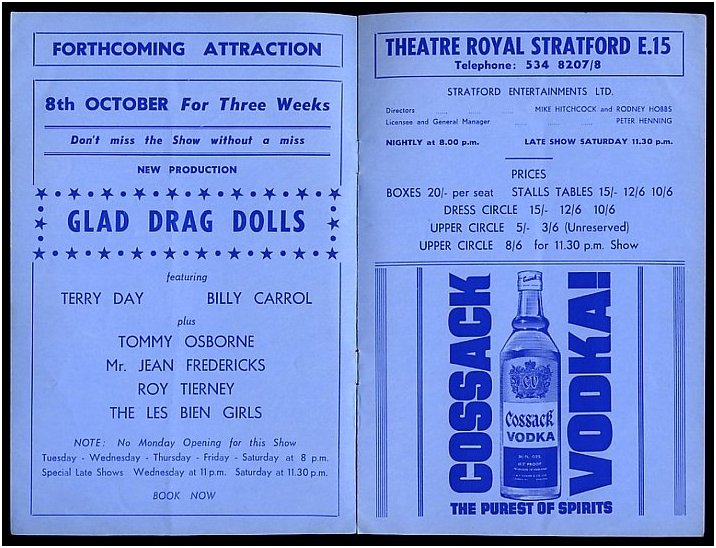 FORTHCOMING ATTRACTION
8th OCTOBER For Three Weeks
Don't miss the Show without a miss
NEW PRODUCTION
GLAD DRAG DOLLS
featuring
TERRY DAY BILLY CARROL
plus
TOMMY OSBORNE
Mr. JEAN FREDERICKS
ROY TIERNEY
THE LES BIEN GIRLS
NOTE: No Monday Opening for this Show
Tuesday - Wednesday - Thursday - Friday - Saturday at 8 p.m.
Special Late Shows Wednesday at 11 p.m. Saturday at 11.30 p.m.
BOOK NOW
THEATRE ROYAL STRATFORD E.15
Telephone: 534 8207/8
STRATFORD ENTERTAINMENTS LTD.
Directors ...... ...... ...... MIKE HITCHCOCK and RODNEY HOBBS
Licensee and General Manager ...... ...... ...... PETER HENNING
NIGHTLY at 8.00 p.m. LATE SHOW SATURDAY 11.30 p.m.
PRICES
BOXES 20/- per seat STALLS TABLES 15/- 12/6 10/6
DRESS CIRCLE 15/- 12/6 10/6
UPPER CIRCLE 5/- 3/6 (Unreserved)
UPPER CIRCLE 8/6 for 11.30 p.m. Show
COSSACK
VODKA!
Cossack
VODKA
THE PUREST OF SPIRITS